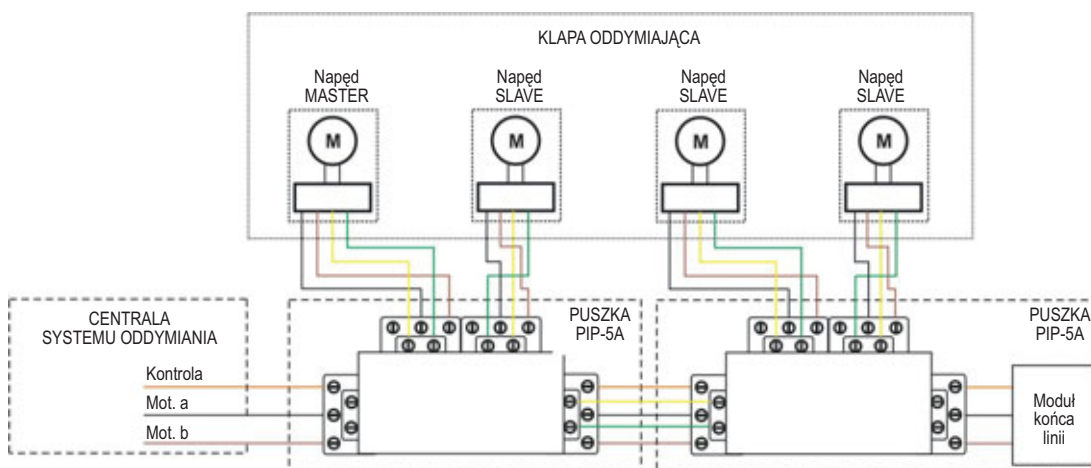 KLAPA ODDYMIAJĄCA
Napęd
MASTER
Napęd
SLAVE
Napęd
SLAVE
Napęd
SLAVE
M
M
M
M
CENTRALA
SYSTEMU ODDYMIANIA
PUSZKA
PIP-5A
PUSZKA
PIP-5A
Kontrola
Mot. a
Mot. b
Moduł
końca
linii